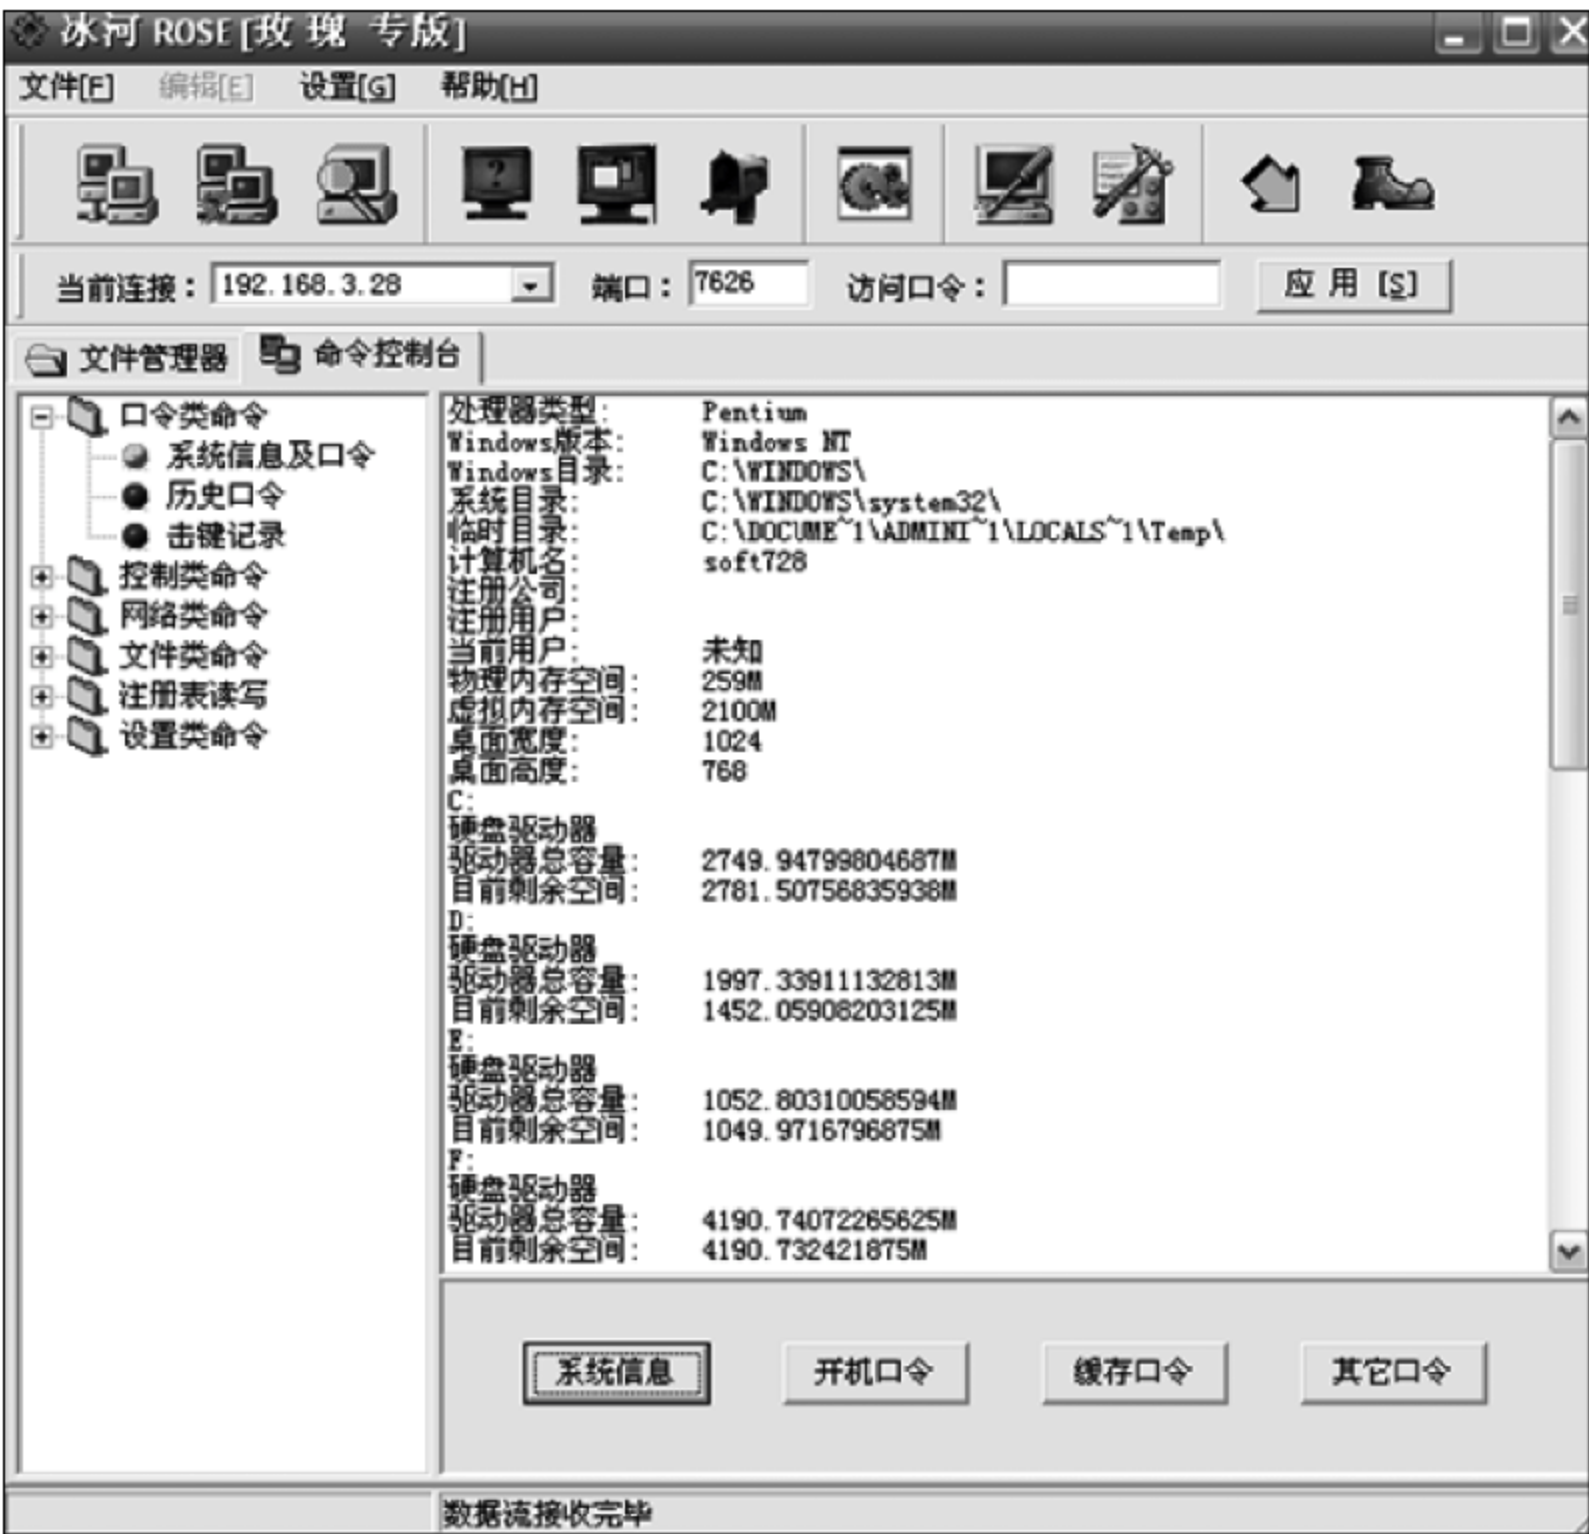 冰河 ROSE [玫 瑰 专版]
文件[F] 编辑[E] 设置[G] 帮助[H]
当前连接: 192.168.3.28 端口: 7626 访问口令: 应 用 [S]
文件管理器 命令控制台
口令类命令
系统信息及口令
历史口令
击键记录
控制类命令
网络类命令
文件类命令
注册表读写
设置类命令
处理器类型: Pentium
Windows版本: Windows NT
Windows目录: C:\WINDOWS\
系统目录: C:\WINDOWS\system32\
临时目录: C:\DOCUME~1\ADMINI~1\LOCALS~1\Temp\
计算机名: soft728
注册公司:
注册用户:
当前用户: 未知
物理内存空间: 259M
虚拟内存空间: 2100M
桌面宽度: 1024
桌面高度: 768
C:
硬盘驱动器
驱动器总容量: 2749.94799804687M
目前剩余空间: 2781.50756835938M
D:
硬盘驱动器
驱动器总容量: 1997.33911132813M
目前剩余空间: 1452.05908203125M
E:
硬盘驱动器
驱动器总容量: 1052.80310058594M
目前剩余空间: 1049.9716796875M
F:
硬盘驱动器
驱动器总容量: 4190.74072265625M
目前剩余空间: 4190.732421875M
系统信息 开机口令 缓存口令 其它口令
数据流接收完毕